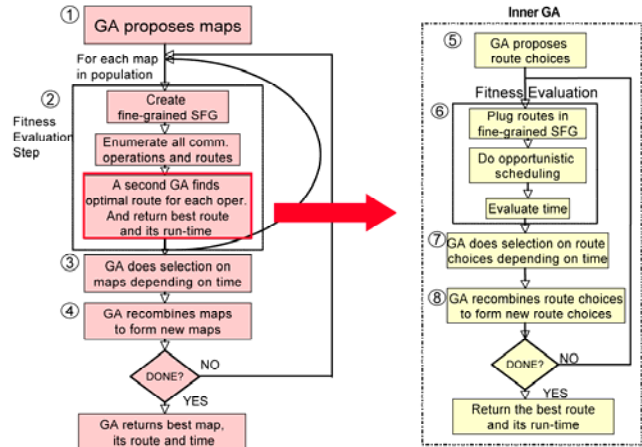 ①
GA proposes maps
For each map
in population
②
Fitness
Evaluation
Step
Create
fine-grained SFG
Enumerate all comm.
operations and routes
A second GA finds
optimal route for each oper.
And return best route
and its run-time
③
GA does selection on
maps depending on time
④
GA recombines maps
to form new maps
DONE?
NO
YES
GA returns best map,
its route and time
Inner GA
⑤
GA proposes
route choices
Fitness Evaluation
⑥
Plug routes in
fine-grained SFG
Do opportunistic
scheduling
Evaluate time
⑦
GA does selection on route
choices depending on time
⑧
GA recombines route choices
to form new route choices
DONE?
NO
YES
Return the best route
and its run-time